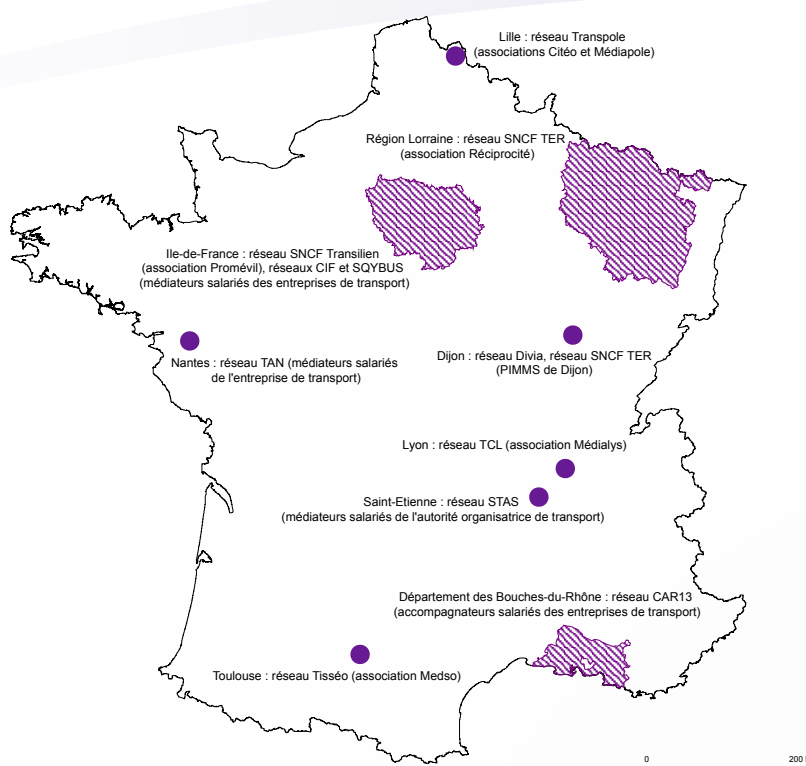 Lille : réseau Transpole
(associations Citéo et Médiapole)
Région Lorraine : réseau SNCF TER
(association Réciprocité)
Ile-de-France : réseau SNCF Transilien
(association Promévil), réseaux CIF et SQYBUS
(médiateurs salariés des entreprises de transport)
Nantes : réseau TAN (médiateurs salariés
de l'entreprise de transport)
Dijon : réseau Divia, réseau SNCF TER
(PIMMS de Dijon)
Lyon : réseau TCL (association Médialys)
Saint-Etienne : réseau STAS
(médiateurs salariés de l'autorité organisatrice de transport)
Département des Bouches-du-Rhône : réseau CAR13
(accompagnateurs salariés des entreprises de transport)
Toulouse : réseau Tisséo (association Medso)
0 200